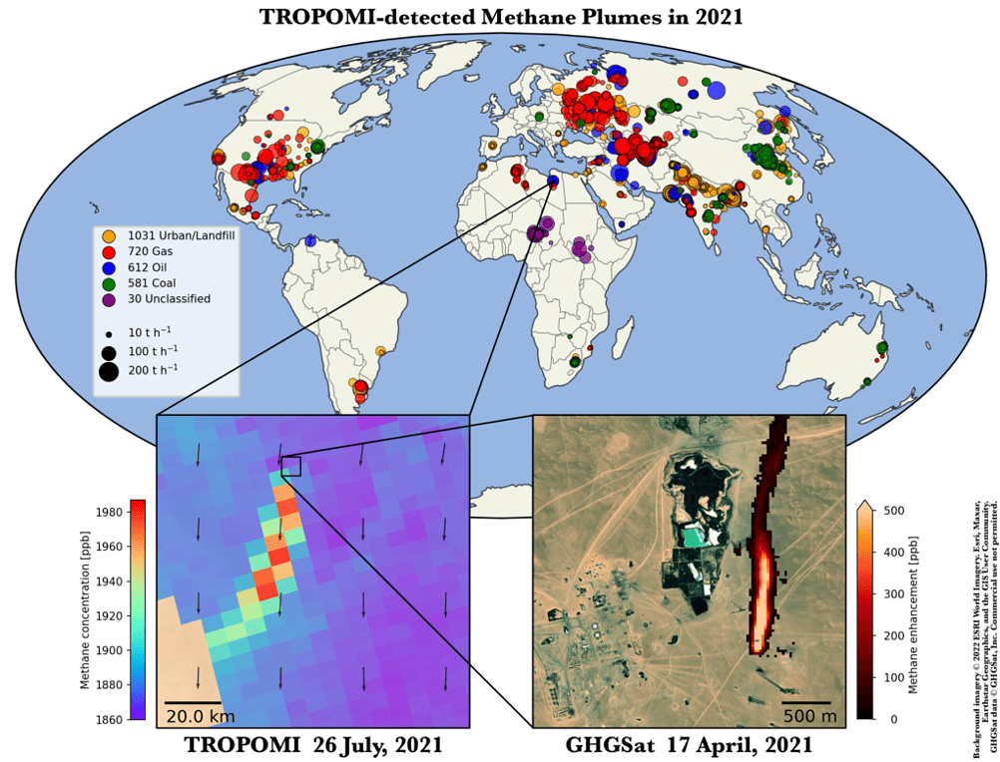 TROPOMI-detected Methane Plumes in 2021
1031 Urban/Landfill
720 Gas
612 Oil
581 Coal
30 Unclassified
10 t h⁻¹
100 t h⁻¹
200 t h⁻¹
Methane concentration [ppb]
1980
1960
1940
1920
1900
1880
1860
20.0 km
TROPOMI 26 July, 2021
500 m
GHGSat 17 April, 2021
500
400
300
200
100
0
Methane enhancement [ppb]
Background imagery © 2022 ESRI World Imagery. Esri, Maxar,
Earthstar Geographics, and the GIS User Community.
GHGSat data © GHGSat, Inc. Commercial use not permitted.